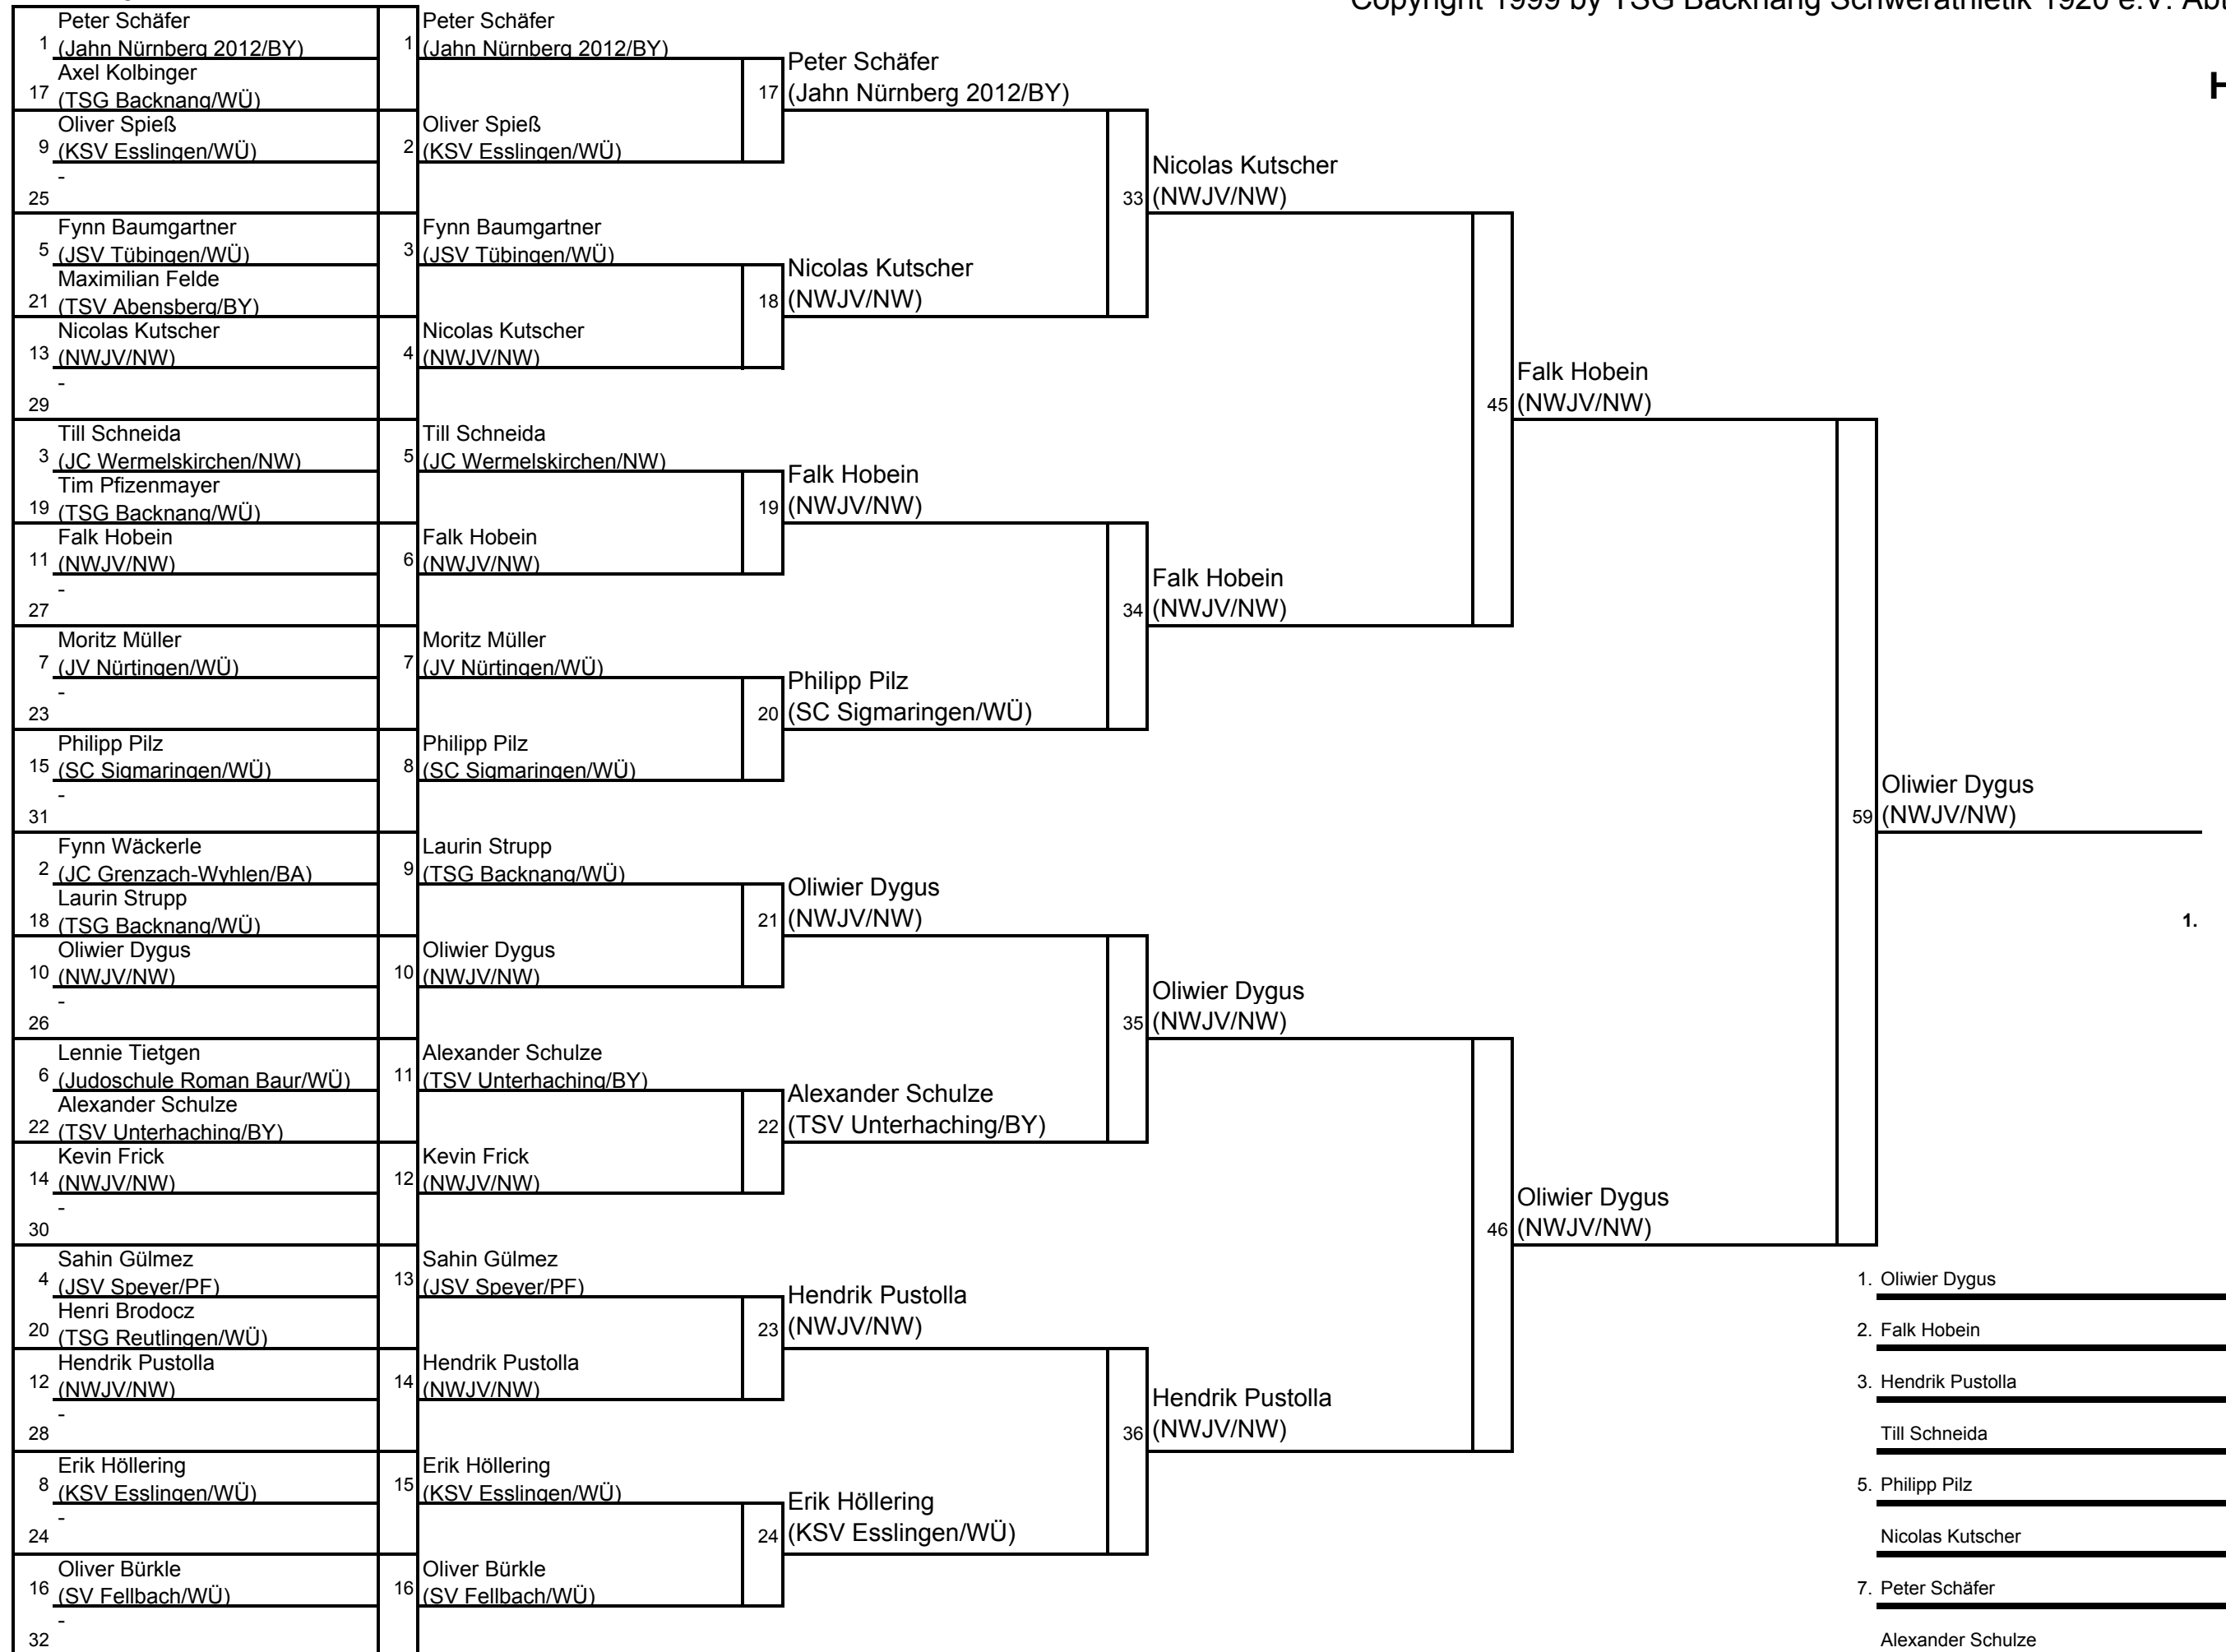 Copyright 1999 by TSG Backnang Schwerathletik 1920 e.V. Abt
H
Peter Schäfer
1 (Jahn Nürnberg 2012/BY)
Axel Kolbinger
17 (TSG Backnang/WÜ)
Oliver Spieß
9 (KSV Esslingen/WÜ)
-
25
Fynn Baumgartner
5 (JSV Tübingen/WÜ)
Maximilian Felde
21 (TSV Abensberg/BY)
Nicolas Kutscher
13 (NWJV/NW)
-
29
Till Schneida
3 (JC Wermelskirchen/NW)
Tim Pfizenmayer
19 (TSG Backnang/WÜ)
Falk Hobein
11 (NWJV/NW)
-
27
Moritz Müller
7 (JV Nürtingen/WÜ)
-
23
Philipp Pilz
15 (SC Sigmaringen/WÜ)
-
31
Fynn Wäckerle
2 (JC Grenzach-Wyhlen/BA)
Laurin Strupp
18 (TSG Backnang/WÜ)
Oliwier Dygus
10 (NWJV/NW)
-
26
Lennie Tietgen
6 (Judoschule Roman Baur/WÜ)
Alexander Schulze
22 (TSV Unterhaching/BY)
Kevin Frick
14 (NWJV/NW)
-
30
Sahin Gülmez
4 (JSV Speyer/PF)
Henri Brodocz
20 (TSG Reutlingen/WÜ)
Hendrik Pustolla
12 (NWJV/NW)
-
28
Erik Höllering
8 (KSV Esslingen/WÜ)
-
24
Oliver Bürkle
16 (SV Fellbach/WÜ)
-
32
Peter Schäfer
1 (Jahn Nürnberg 2012/BY)
Oliver Spieß
2 (KSV Esslingen/WÜ)
Fynn Baumgartner
3 (JSV Tübingen/WÜ)
Nicolas Kutscher
4 (NWJV/NW)
Till Schneida
5 (JC Wermelskirchen/NW)
Falk Hobein
6 (NWJV/NW)
Moritz Müller
7 (JV Nürtingen/WÜ)
Philipp Pilz
8 (SC Sigmaringen/WÜ)
Laurin Strupp
9 (TSG Backnang/WÜ)
Oliwier Dygus
10 (NWJV/NW)
Alexander Schulze
11 (TSV Unterhaching/BY)
Kevin Frick
12 (NWJV/NW)
Sahin Gülmez
13 (JSV Speyer/PF)
Hendrik Pustolla
14 (NWJV/NW)
Erik Höllering
15 (KSV Esslingen/WÜ)
Oliver Bürkle
16 (SV Fellbach/WÜ)
Peter Schäfer
17 (Jahn Nürnberg 2012/BY)
Nicolas Kutscher
18 (NWJV/NW)
Falk Hobein
19 (NWJV/NW)
Philipp Pilz
20 (SC Sigmaringen/WÜ)
Oliwier Dygus
21 (NWJV/NW)
Alexander Schulze
22 (TSV Unterhaching/BY)
Hendrik Pustolla
23 (NWJV/NW)
Erik Höllering
24 (KSV Esslingen/WÜ)
Nicolas Kutscher
33 (NWJV/NW)
Falk Hobein
34 (NWJV/NW)
Oliwier Dygus
35 (NWJV/NW)
Hendrik Pustolla
36 (NWJV/NW)
Falk Hobein
45 (NWJV/NW)
Oliwier Dygus
46 (NWJV/NW)
Oliwier Dygus
59 (NWJV/NW)
1.
1. Oliwier Dygus
2. Falk Hobein
3. Hendrik Pustolla
Till Schneida
5. Philipp Pilz
Nicolas Kutscher
7. Peter Schäfer
Alexander Schulze